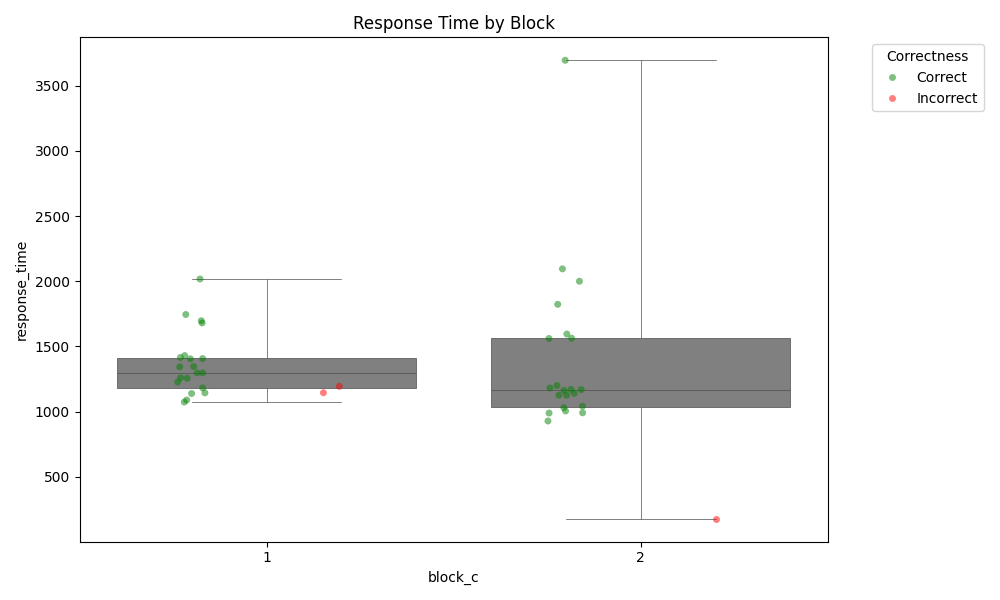 Response Time by Block
Correctness
Correct
Incorrect
response_time
3500
3000
2500
2000
1500
1000
500
1
2
block_c